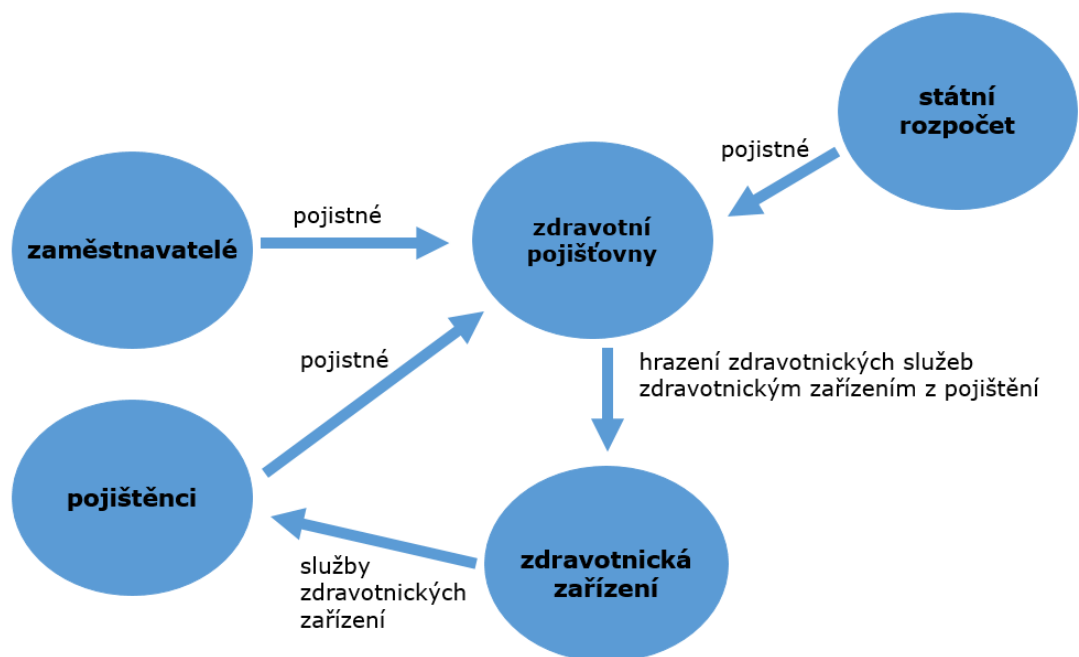 státní
rozpočet
pojistné
pojistné
zaměstnavatelé
zdravotní
pojišťovny
pojistné
hrazení zdravotnických služeb
zdravotnickým zařízením z pojištění
pojištěnci
služby
zdravotnických
zařízení
zdravotnická
zařízení